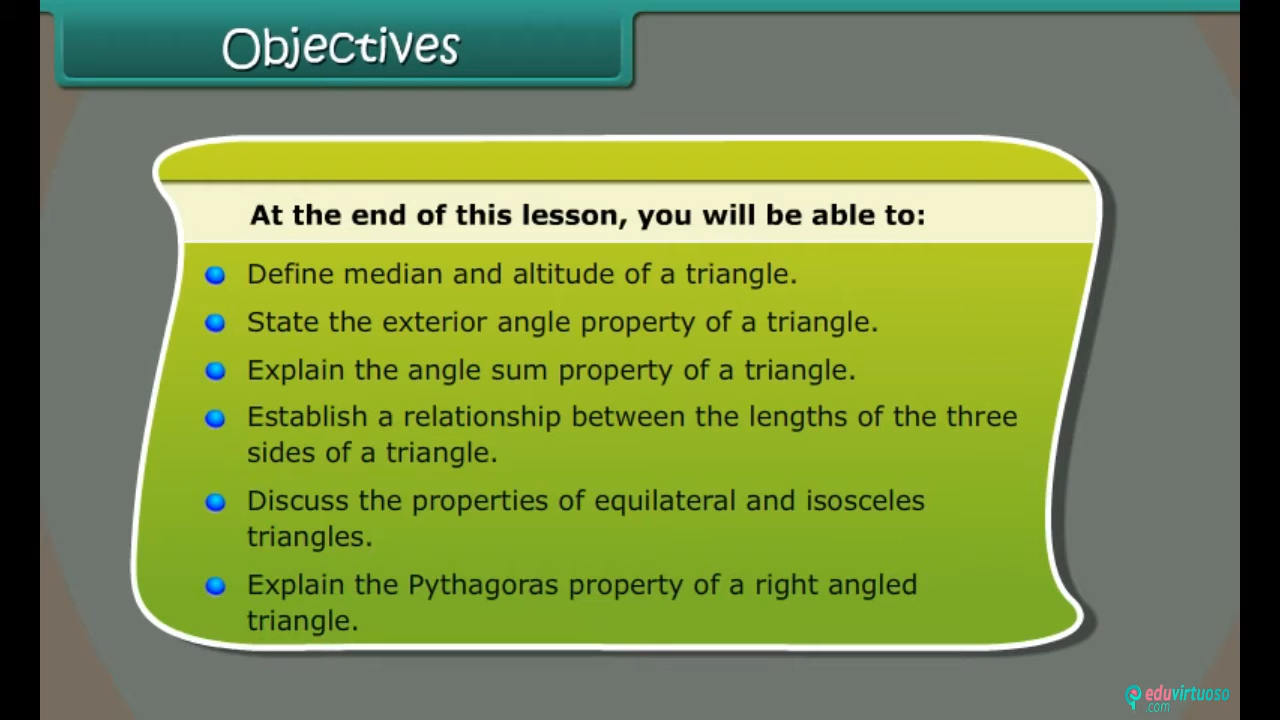 Objectives
At the end of this lesson, you will be able to:
Define median and altitude of a triangle.
State the exterior angle property of a triangle.
Explain the angle sum property of a triangle.
Establish a relationship between the lengths of the three
sides of a triangle.
Discuss the properties of equilateral and isosceles
triangles.
Explain the Pythagoras property of a right angled
triangle.
eduvirtuoso
.com